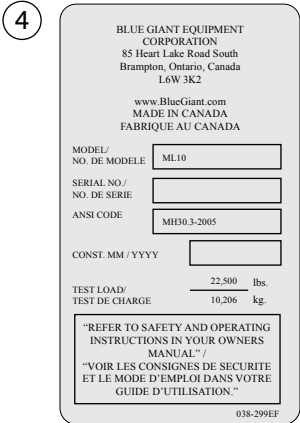 4
BLUE GIANT EQUIPMENT
CORPORATION
85 Heart Lake Road South
Brampton, Ontario, Canada
L6W 3K2
www.BlueGiant.com
MADE IN CANADA
FABRIQUE AU CANADA
MODEL/
NO. DE MODELE ML10
SERIAL NO./
NO. DE SERIE
ANSI CODE MH30.3-2005
CONST. MM / YYYY
22,500 lbs.
TEST LOAD/
TEST DE CHARGE 10,206 kg.
“REFER TO SAFETY AND OPERATING
INSTRUCTIONS IN YOUR OWNERS
MANUAL” /
“VOIR LES CONSIGNES DE SECURITE
ET LE MODE D’EMPLOI DANS VOTRE
GUIDE D’UTILISATION.”
038-299EF